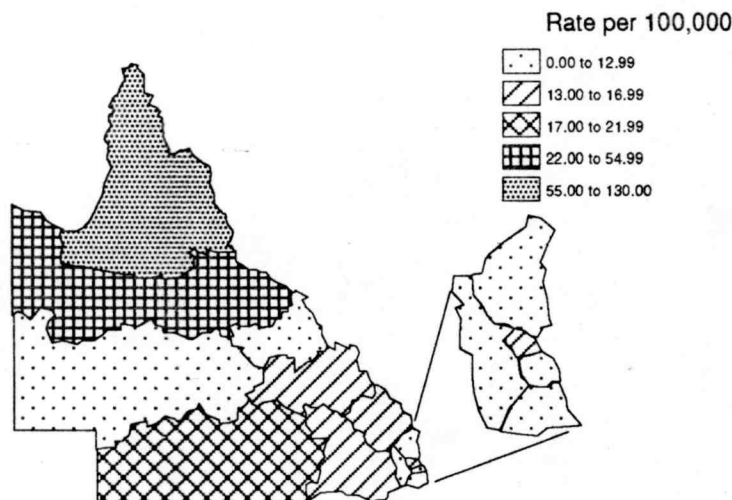 Rate per 100,000
0.00 to 12.99
13.00 to 16.99
17.00 to 21.99
22.00 to 54.99
55.00 to 130.00